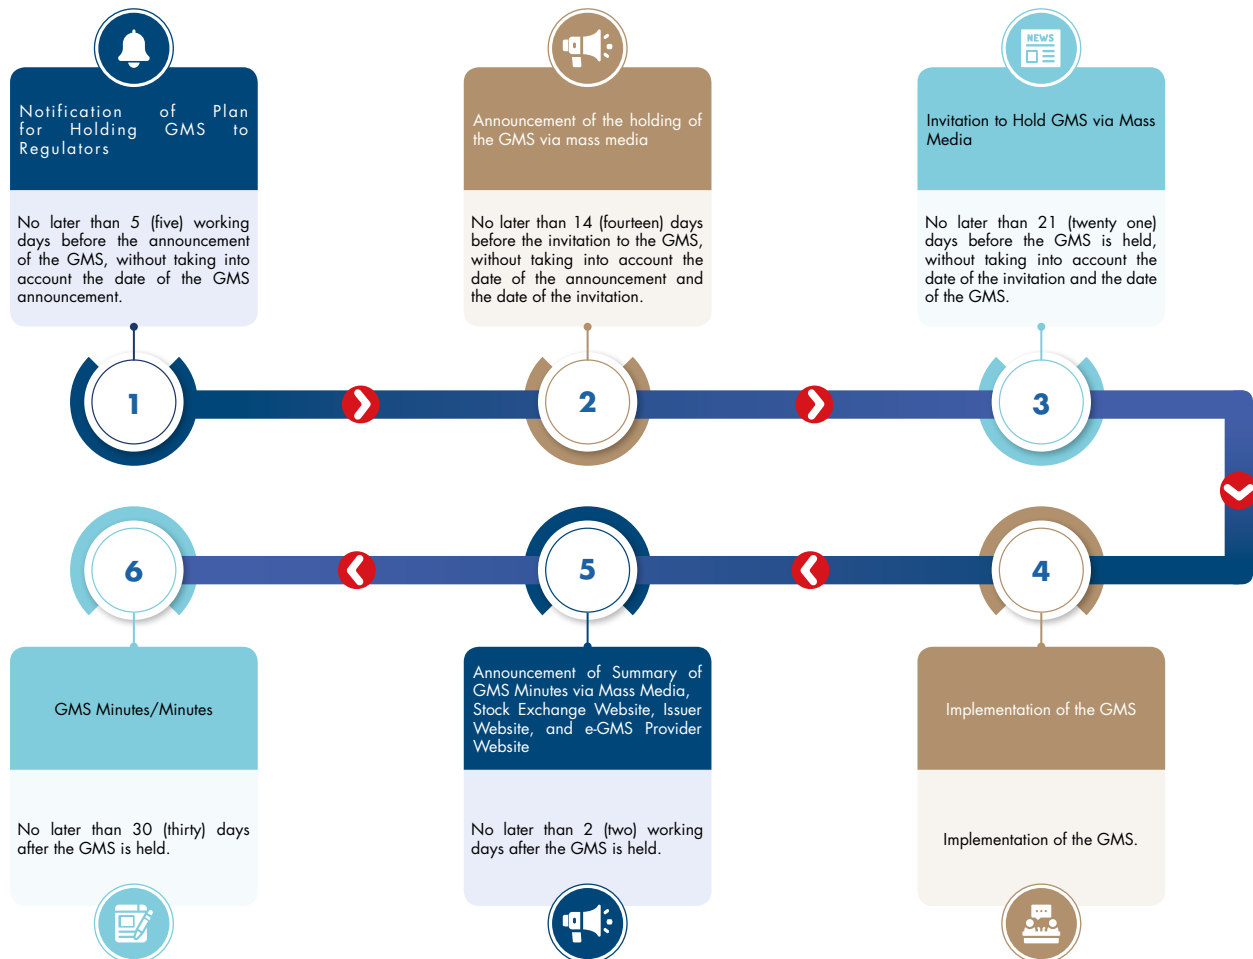 Notification of Plan
for Holding GMS to
Regulators
No later than 5 (five) working
days before the announcement
of the GMS, without taking into
account the date of the GMS
announcement.
1
Announcement of the holding of
the GMS via mass media
No later than 14 (fourteen) days
before the invitation to the GMS,
without taking into account the
date of the announcement and
the date of the invitation.
2
NEWS
Invitation to Hold GMS via Mass
Media
No later than 21 (twenty one)
days before the GMS is held,
without taking into account the
date of the invitation and the date
of the GMS.
3
4
Implementation of the GMS
Implementation of the GMS.
5
Announcement of Summary of
GMS Minutes via Mass Media,
Stock Exchange Website, Issuer
Website, and e-GMS Provider
Website
No later than 2 (two) working
days after the GMS is held.
6
GMS Minutes/Minutes
No later than 30 (thirty) days
after the GMS is held.